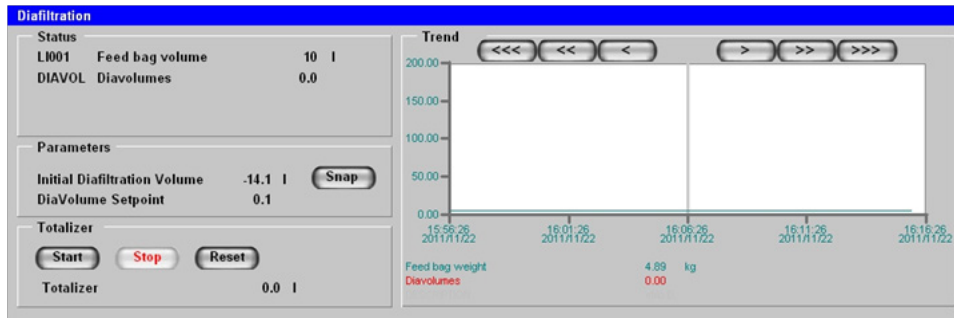 Diafiltration
Status
LI001 Feed bag volume 10 l
DIAVOL Diavolumes 0.0
Parameters
Initial Diafiltration Volume -14.1 l Snap
DiaVolume Setpoint 0.1
Totalizer
Start Stop Reset
Totalizer 0.0 l
Trend
<<< << < > >> >>>
200.00
150.00
100.00
50.00
0.00
15:56:26 16:01:26 16:06:26 16:11:26 16:16:26
2011/11/22 2011/11/22 2011/11/22 2011/11/22 2011/11/22
Feed bag weight 4.89 kg
Diavolumes 0.00